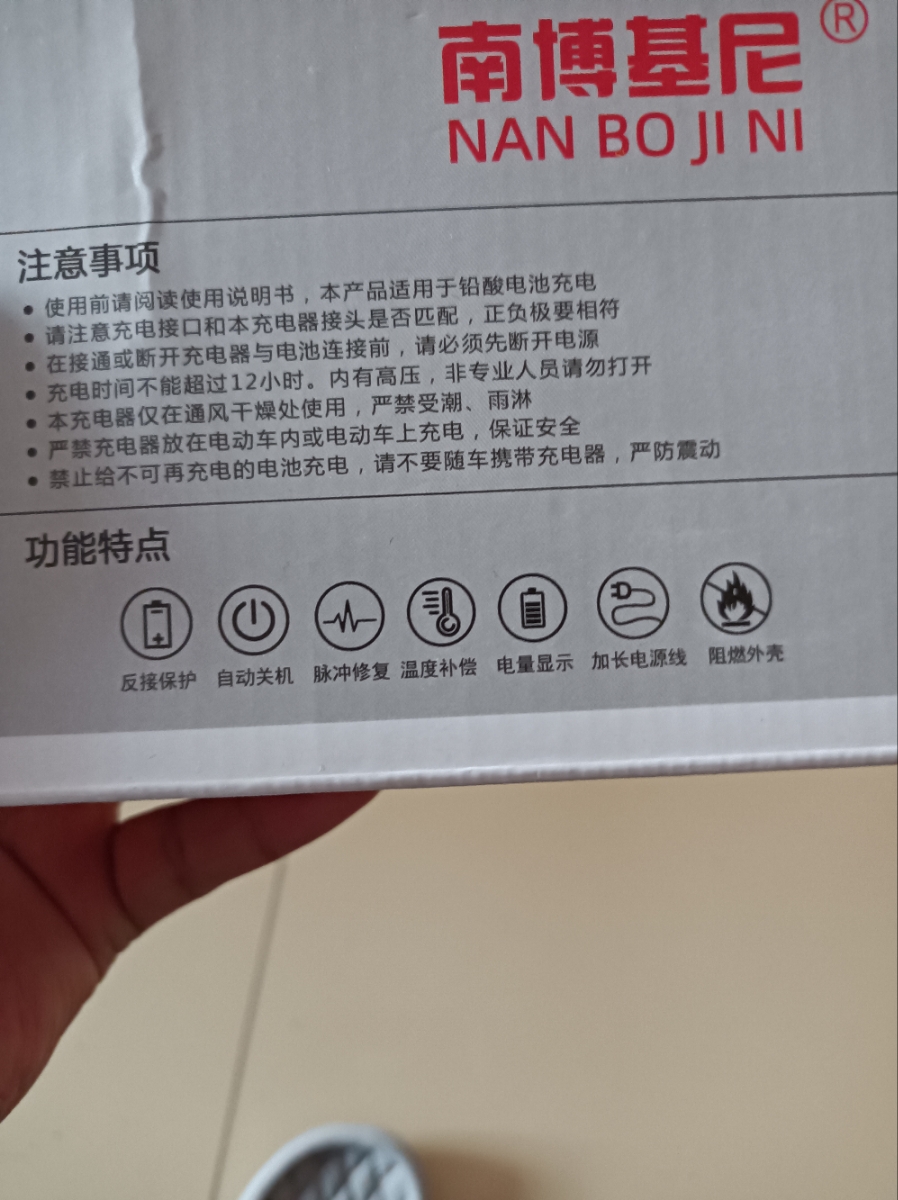 南博基尼®
NAN BO JI NI
注意事项
• 使用前请阅读使用说明书，本产品适用于铅酸电池充电
• 请注意充电接口和本充电器接头是否匹配，正负极要相符
• 在接通或断开充电器与电池连接前，请必须先断开电源
• 充电时间不能超过12小时。内有高压，非专业人员请勿打开
• 本充电器仅在通风干燥处使用，严禁受潮、雨淋
• 严禁充电器放在电动车内或电动车上充电，保证安全
• 禁止给不可再充电的电池充电，请不要随车携带充电器，严防震动
功能特点
反接保护 自动关机 脉冲修复 温度补偿 电量显示 加长电源线 阻燃外壳